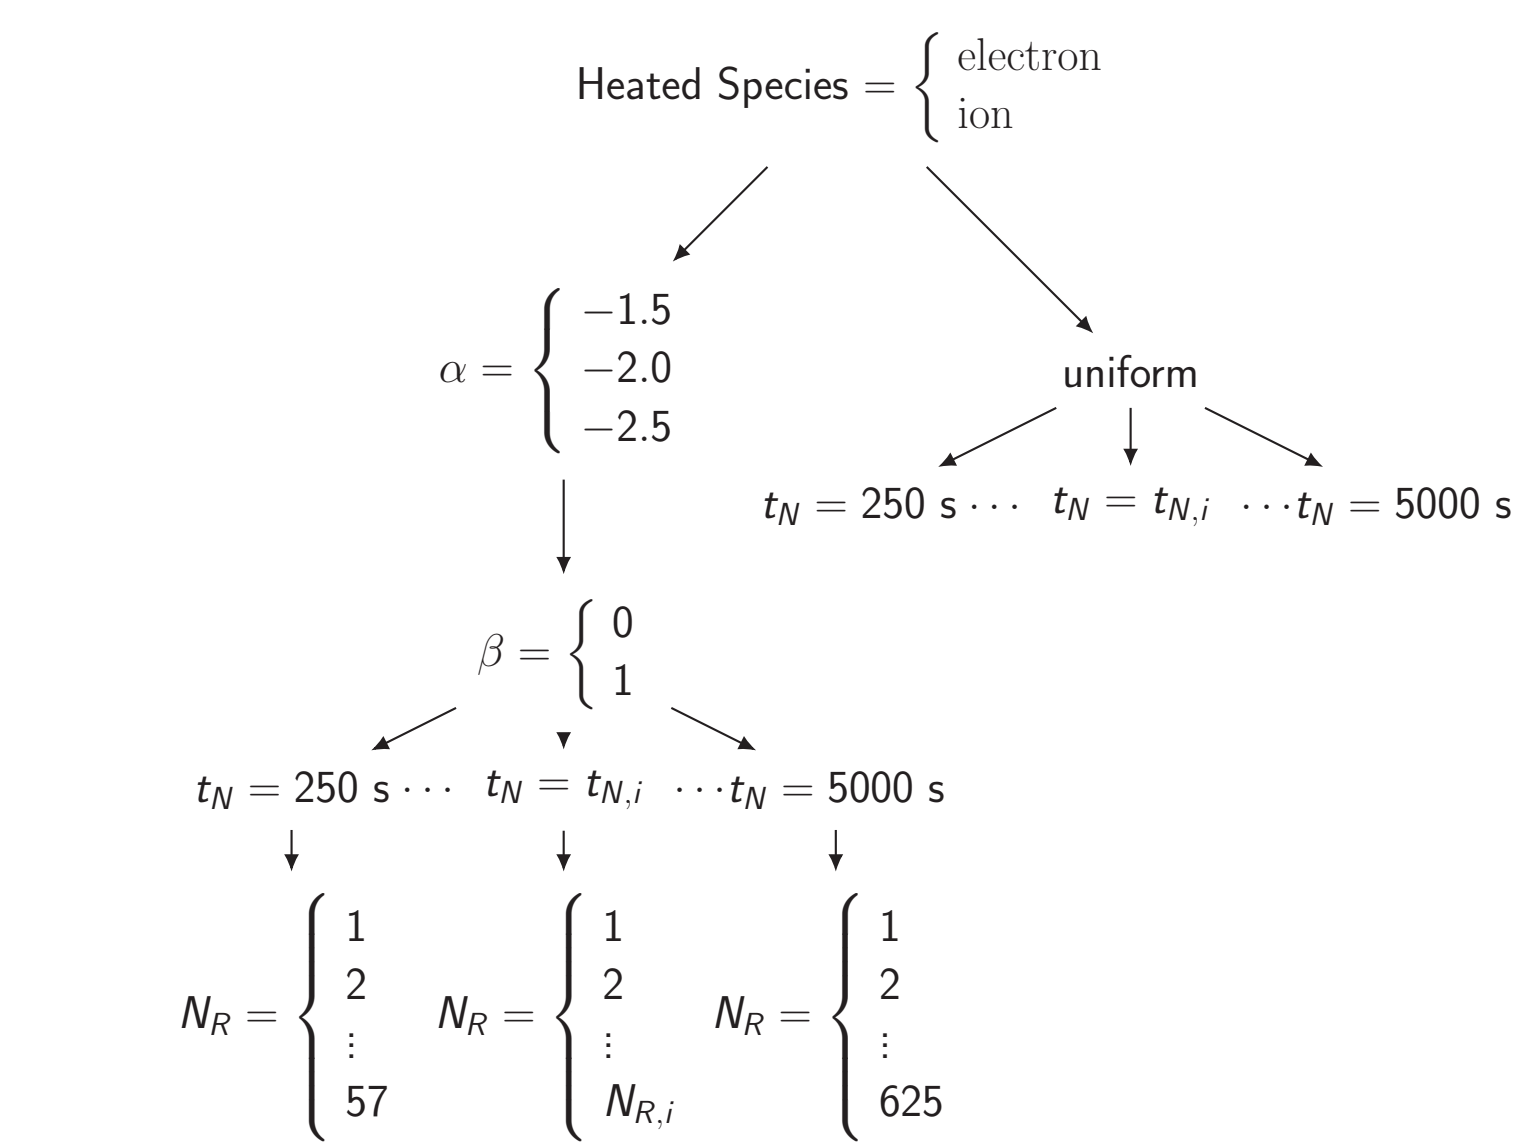 Heated Species = { electron
ion
α = { −1.5
−2.0
−2.5
uniform
t_N = 250 s ··· t_N = t_{N,i} ··· t_N = 5000 s
β = { 0
1
t_N = 250 s ··· t_N = t_{N,i} ··· t_N = 5000 s
N_R = { 1
2
⋮
57
N_R = { 1
2
⋮
N_{R,i}
N_R = { 1
2
⋮
625